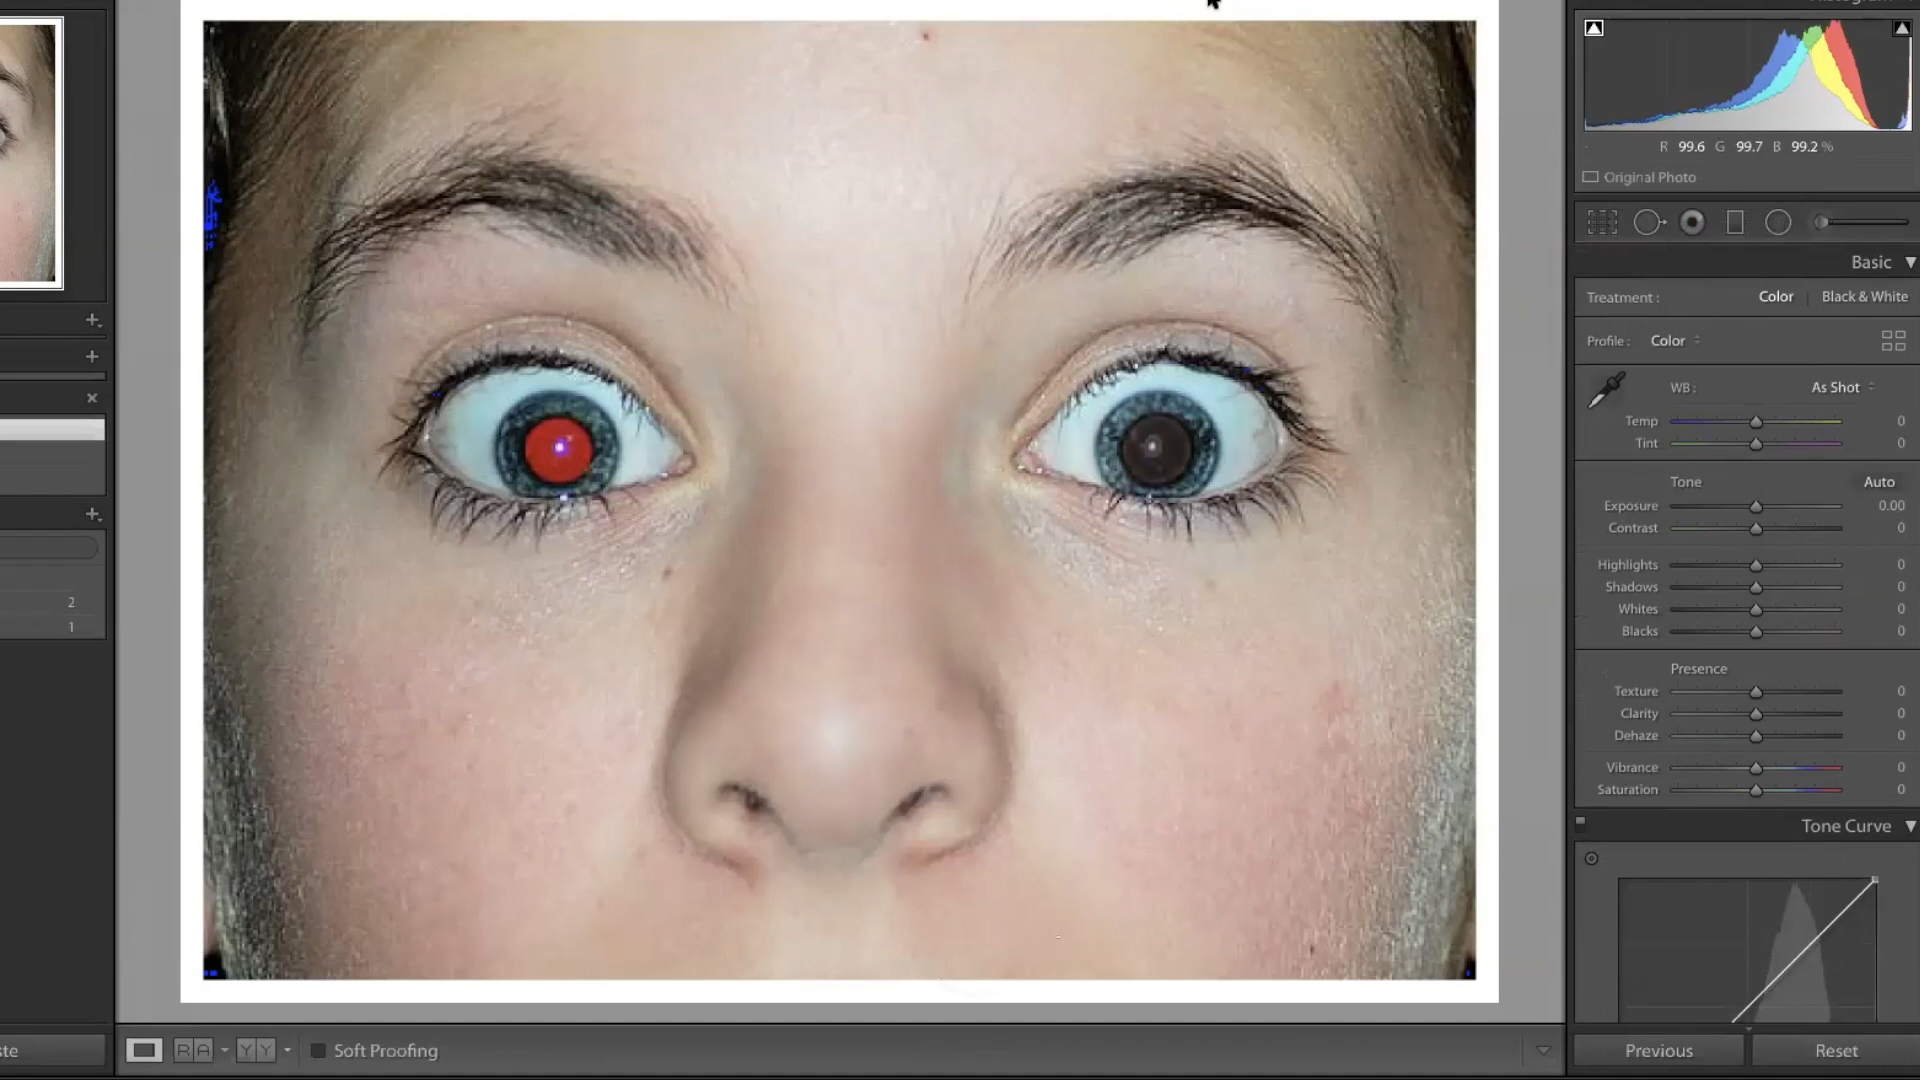 R 99.6 G 99.7 B 99.2 %
Original Photo
Basic
Treatment : Color Black & White
Profile : Color
WB : As Shot
Temp 0
Tint 0
Tone Auto
Exposure 0.00
Contrast 0
Highlights 0
Shadows 0
Whites 0
Blacks 0
Presence
Texture 0
Clarity 0
Dehaze 0
Vibrance 0
Saturation 0
Tone Curve
2
1
R A Y Y Soft Proofing
Previous Reset